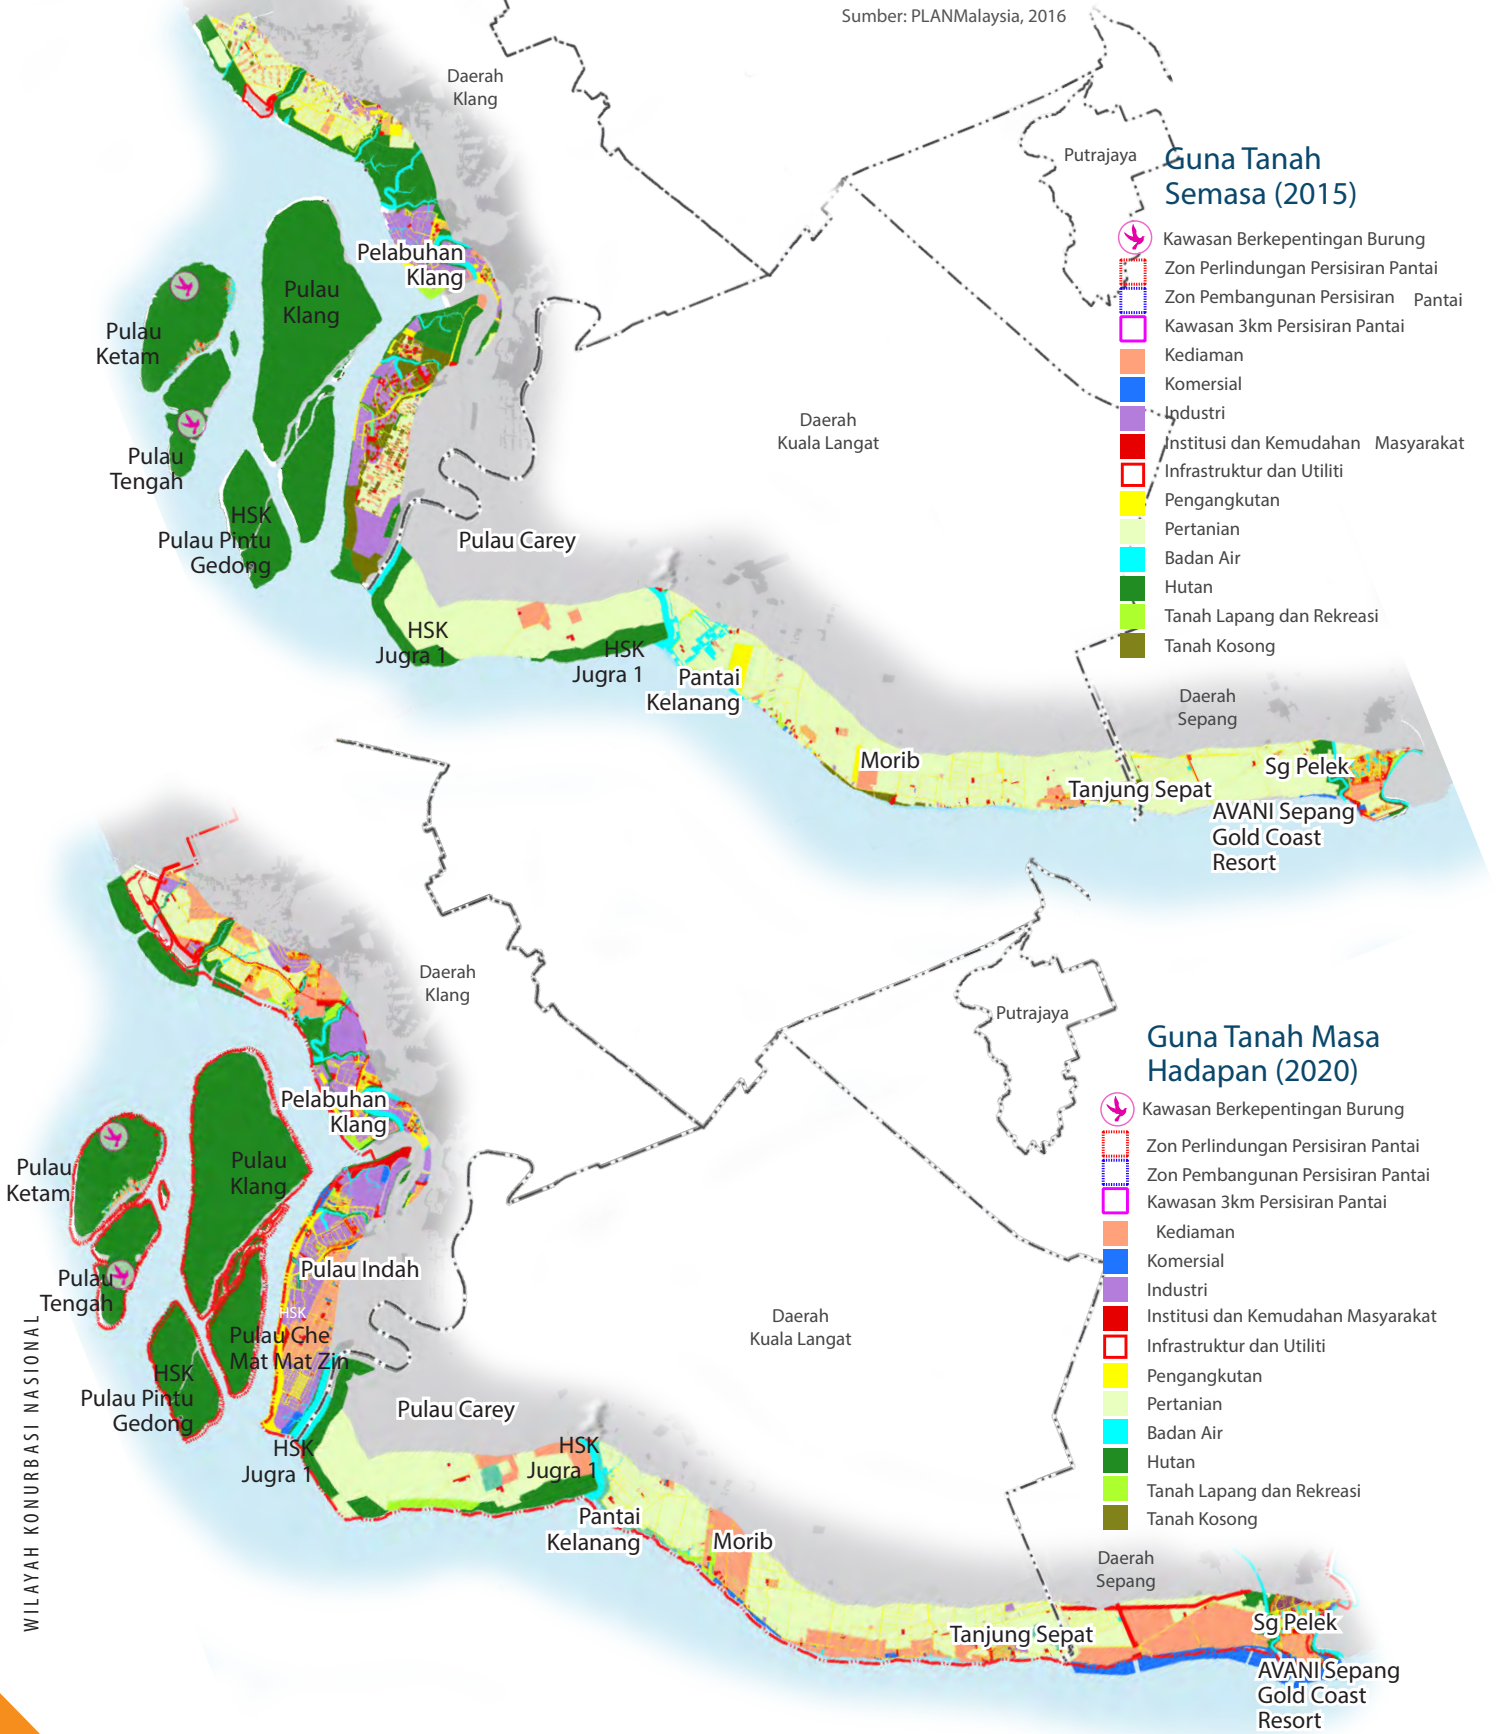 Sumber: PLANMalaysia, 2016
Daerah
Klang
Putrajaya
Guna Tanah
Semasa (2015)
Kawasan Berkepentingan Burung
Zon Perlindungan Persisiran Pantai
Zon Pembangunan Persisiran Pantai
Kawasan 3km Persisiran Pantai
Kediaman
Komersial
Industri
Institusi dan Kemudahan Masyarakat
Infrastruktur dan Utiliti
Pengangkutan
Pertanian
Badan Air
Hutan
Tanah Lapang dan Rekreasi
Tanah Kosong
Pelabuhan
Klang
Pulau
Klang
Pulau
Ketam
Pulau
Tengah
HSK
Pulau Pintu
Gedong
Daerah
Kuala Langat
Pulau Carey
HSK
Jugra 1
HSK
Jugra 1
Pantai
Kelanang
Morib
Daerah
Sepang
Tanjung Sepat
Sg Pelek
AVANI Sepang
Gold Coast
Resort
Daerah
Klang
Putrajaya
Guna Tanah Masa
Hadapan (2020)
Kawasan Berkepentingan Burung
Zon Perlindungan Persisiran Pantai
Zon Pembangunan Persisiran Pantai
Kawasan 3km Persisiran Pantai
Kediaman
Komersial
Industri
Institusi dan Kemudahan Masyarakat
Infrastruktur dan Utiliti
Pengangkutan
Pertanian
Badan Air
Hutan
Tanah Lapang dan Rekreasi
Tanah Kosong
Pelabuhan
Klang
Pulau
Klang
Pulau
Ketam
Pulau
Tengah
Pulau Indah
HSK
Pulau Che
Mat Mat Zin
HSK
Pulau Pintu
Gedong
Daerah
Kuala Langat
Pulau Carey
HSK
Jugra 1
HSK
Jugra 1
Pantai
Kelanang
Morib
Daerah
Sepang
Tanjung Sepat
Sg Pelek
AVANI Sepang
Gold Coast
Resort
WILAYAH KONURBASI NASIONAL